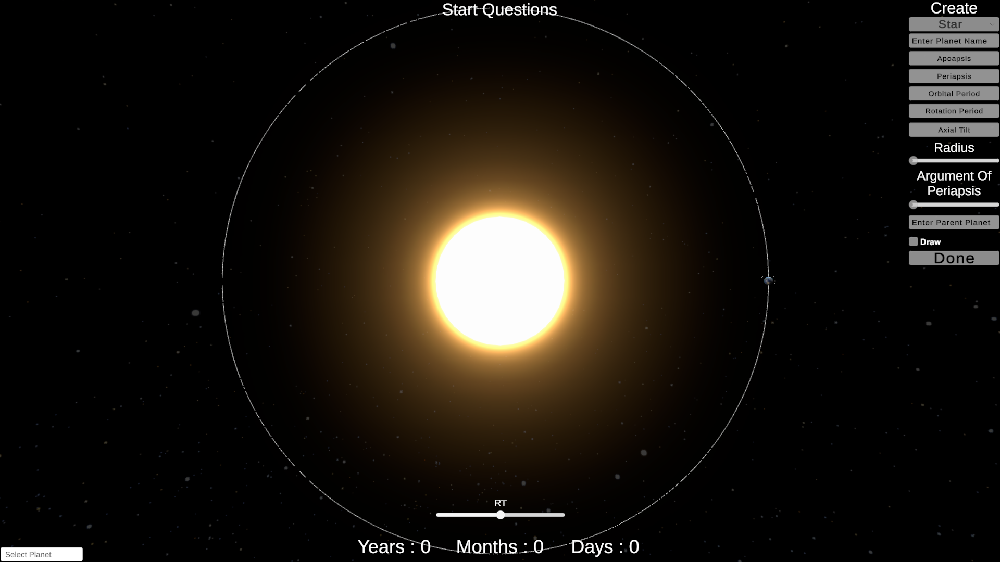 Start Questions
Create
Star
Enter Planet Name
Apoapsis
Periapsis
Orbital Period
Rotation Period
Axial Tilt
Radius
Argument Of
Periapsis
Enter Parent Planet
Draw
Done
RT
Years : 0 Months : 0 Days : 0
Select Planet